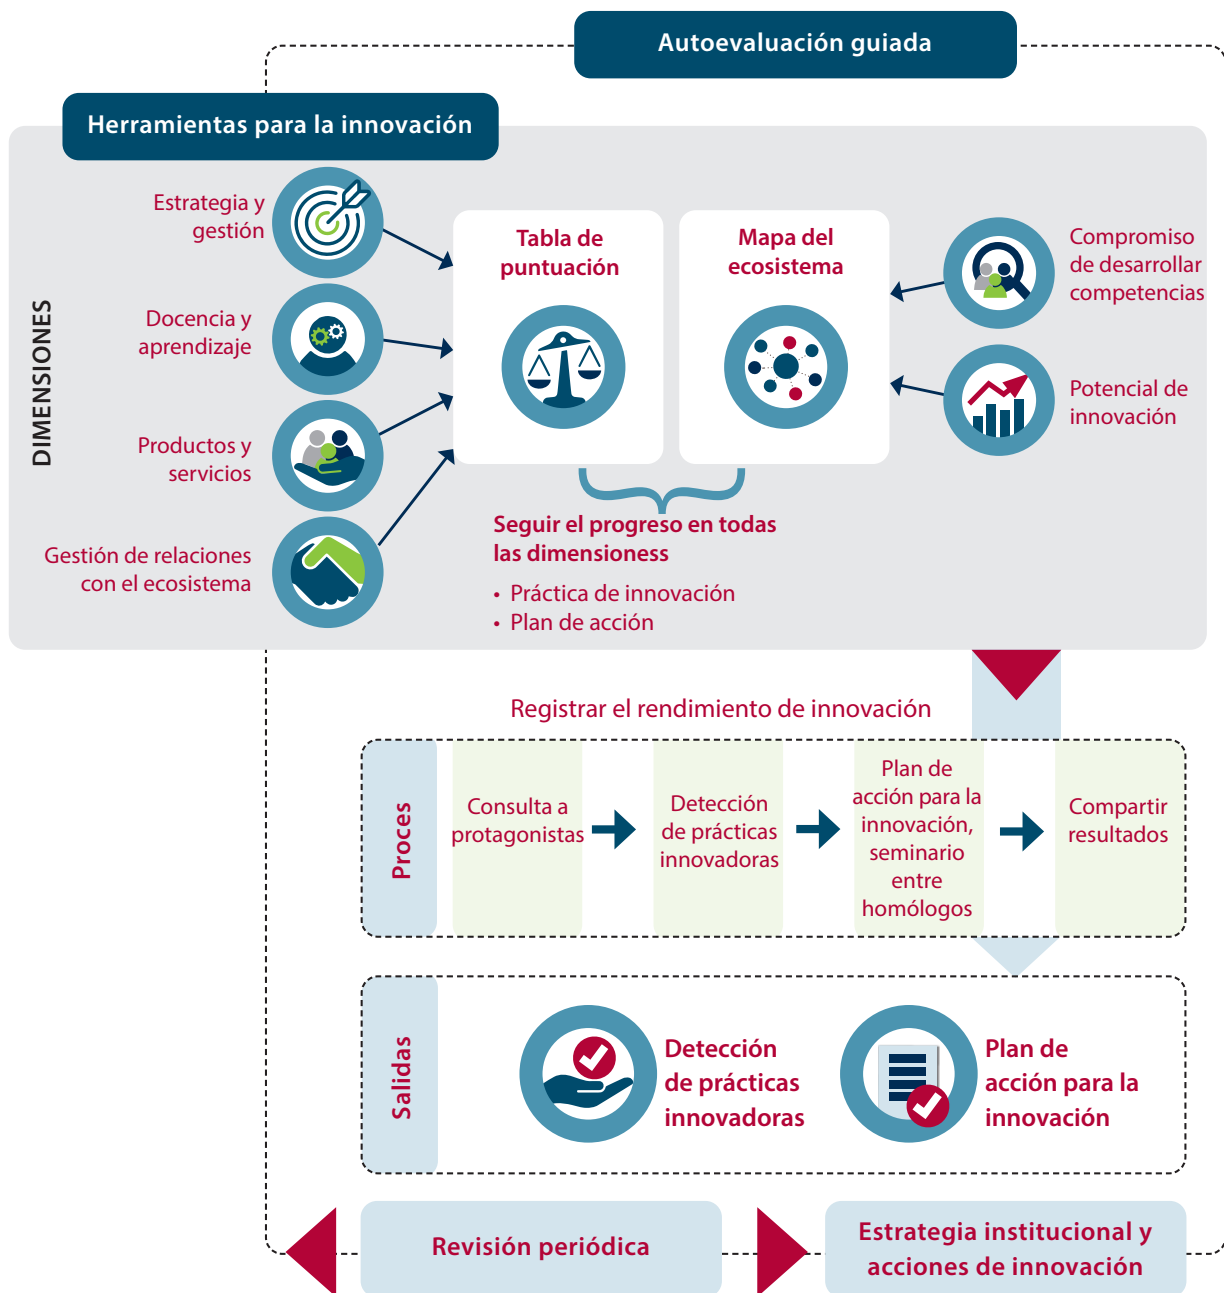 Autoevaluación guiada
Herramientas para la innovación
DIMENSIONES
Estrategia y
gestión
Docencia y
aprendizaje
Productos y
servicios
Gestión de relaciones
con el ecosistema
Tabla de
puntuación
Mapa del
ecosistema
Compromiso
de desarrollar
competencias
Potencial de
innovación
Seguir el progreso en todas
las dimensioness
• Práctica de innovación
• Plan de acción
Registrar el rendimiento de innovación
Proces
Consulta a
protagonistas
Detección
de prácticas
innovadoras
Plan de
acción para la
innovación,
seminario
entre
homólogos
Compartir
resultados
Salidas
Detección
de prácticas
innovadoras
Plan de
acción para la
innovación
Revisión periódica
Estrategia institucional y
acciones de innovación